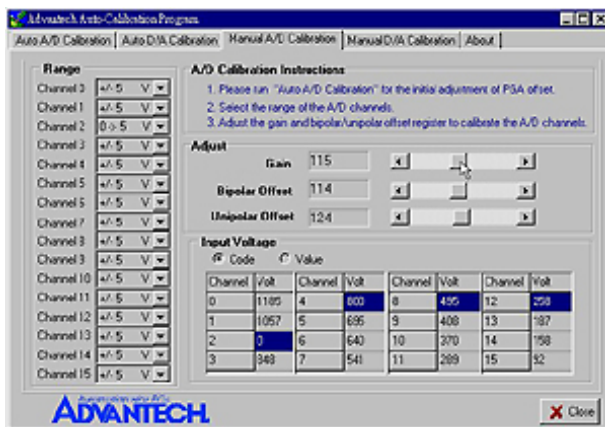 Advantech Auto-Calibration Program
Auto A/D Calibration Auto D/A Calibration Manual A/D Calibration Manual D/A Calibration About
Range
Channel 0 +/- 5 V
Channel 1 +/- 5 V
Channel 2 0 -> 5 V
Channel 3 +/- 5 V
Channel 4 +/- 5 V
Channel 5 +/- 5 V
Channel 6 +/- 5 V
Channel 7 +/- 5 V
Channel 8 +/- 5 V
Channel 9 +/- 5 V
Channel 10 +/- 5 V
Channel 11 +/- 5 V
Channel 12 +/- 5 V
Channel 13 +/- 5 V
Channel 14 +/- 5 V
Channel 15 +/- 5 V
A/D Calibration Instructions
1. Please run "Auto A/D Calibration" for the initial adjustment of PGA offset.
2. Select the range of the A/D channels.
3. Adjust the gain and bipolar/unipolar offset register to calibrate the A/D channels.
Adjust
Gain 115
Bipolar Offset 114
Unipolar Offset 124
Input Voltage
Code Value
Channel Volt Channel Volt Channel Volt Channel Volt
0 1185 4 800 8 495 12 258
1 1057 5 695 9 408 13 187
2 0 6 640 10 370 14 158
3 848 7 541 11 289 15 92
ADVANTECH.
Close